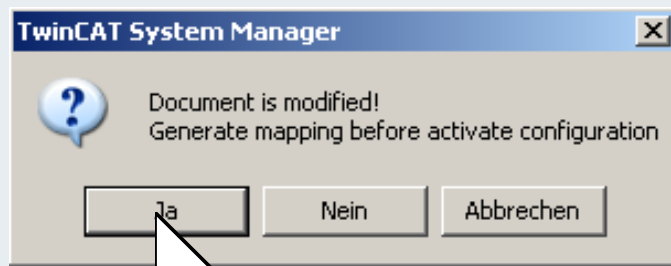 TwinCAT System Manager
Document is modified!
Generate mapping before activate configuration
Ja Nein Abbrechen